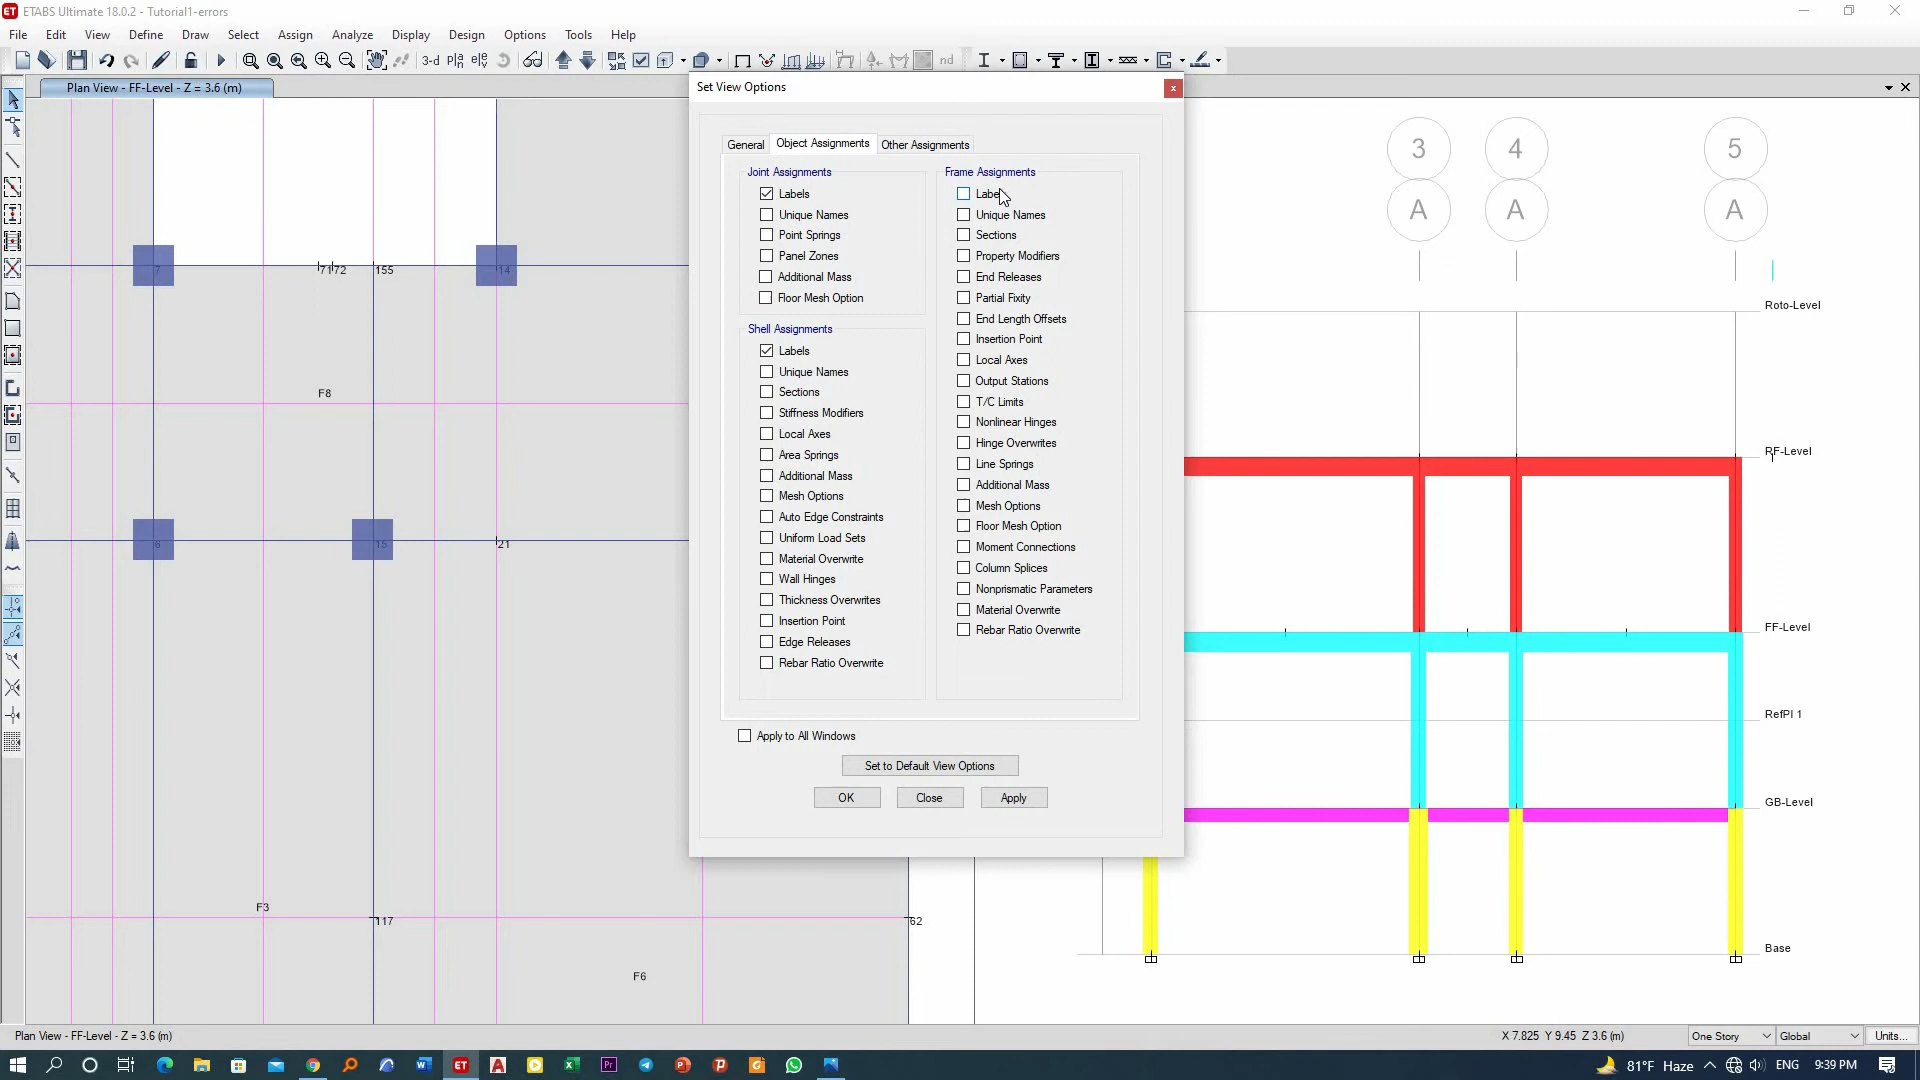 ETABS Ultimate 18.0.2 - Tutorial1-errors
File Edit View Define Draw Select Assign Analyze Display Design Options Tools Help
3-d nd
Plan View - FF-Level - Z = 3.6 (m)
Set View Options
x
General Object Assignments Other Assignments
Joint Assignments
Labels
Unique Names
Point Springs
Panel Zones
Additional Mass
Floor Mesh Option
Shell Assignments
Labels
Unique Names
Sections
Stiffness Modifiers
Local Axes
Area Springs
Additional Mass
Mesh Options
Auto Edge Constraints
Uniform Load Sets
Material Overwrite
Wall Hinges
Thickness Overwrites
Insertion Point
Edge Releases
Rebar Ratio Overwrite
Frame Assignments
Labels
Unique Names
Sections
Property Modifiers
End Releases
Partial Fixity
End Length Offsets
Insertion Point
Local Axes
Output Stations
T/C Limits
Nonlinear Hinges
Hinge Overwrites
Line Springs
Additional Mass
Mesh Options
Floor Mesh Option
Moment Connections
Column Splices
Nonprismatic Parameters
Material Overwrite
Rebar Ratio Overwrite
Apply to All Windows
Set to Default View Options
OK Close Apply
7 7172 155 14
F8
6 15 21
F3
117 62
F6
3 4 5
A A A
Roto-Level
RF-Level
FF-Level
RefPl 1
GB-Level
Base
Plan View - FF-Level - Z = 3.6 (m) X 7.825 Y 9.45 Z 3.6 (m) One Story Global Units...
81°F Haze ENG 9:39 PM